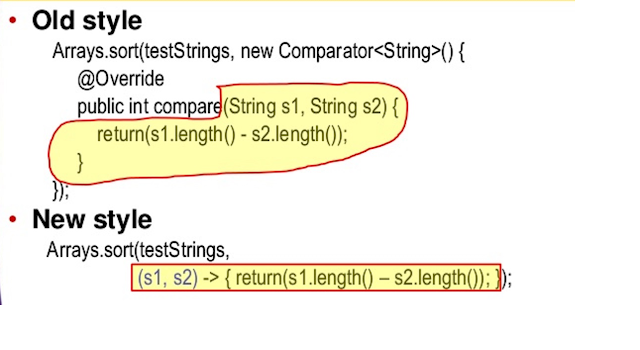 • Old style
Arrays.sort(testStrings, new Comparator<String>() {
@Override
public int compare(String s1, String s2) {
return(s1.length() - s2.length());
}
});
• New style
Arrays.sort(testStrings,
(s1, s2) -> { return(s1.length() – s2.length()); });